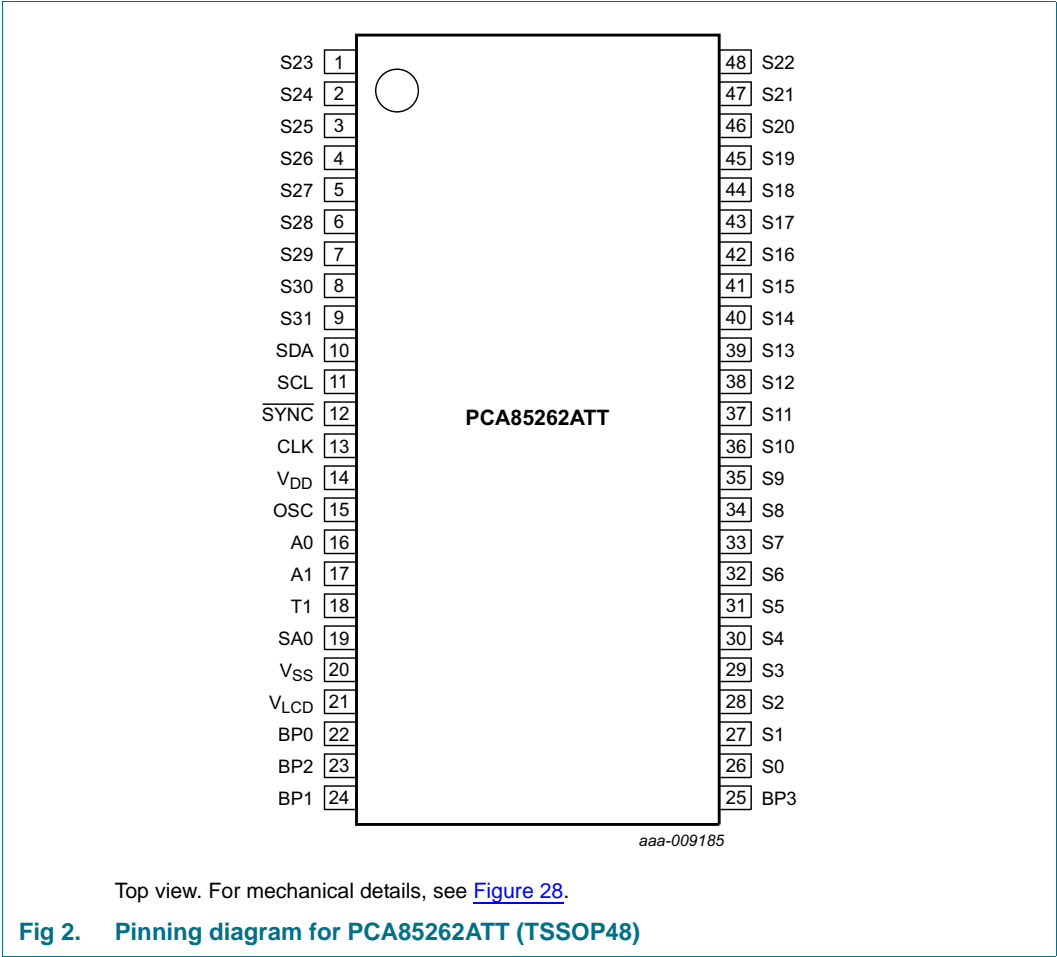 S23 1 48 S22
S24 2 47 S21
S25 3 46 S20
S26 4 45 S19
S27 5 44 S18
S28 6 43 S17
S29 7 42 S16
S30 8 41 S15
S31 9 40 S14
SDA 10 39 S13
SCL 11 38 S12
SYNC 12 PCA85262ATT 37 S11
CLK 13 36 S10
VDD 14 35 S9
OSC 15 34 S8
A0 16 33 S7
A1 17 32 S6
T1 18 31 S5
SA0 19 30 S4
VSS 20 29 S3
VLCD 21 28 S2
BP0 22 27 S1
BP2 23 26 S0
BP1 24 25 BP3
aaa-009185
Top view. For mechanical details, see Figure 28.
Fig 2. Pinning diagram for PCA85262ATT (TSSOP48)